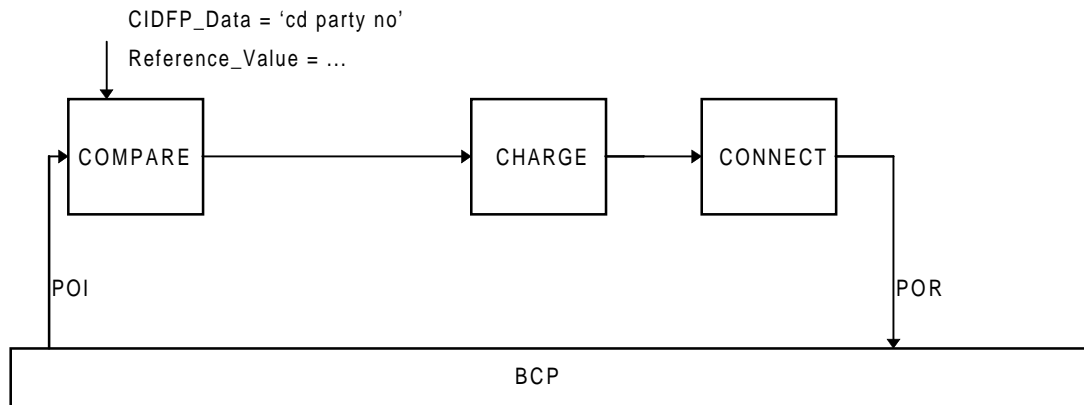 CIDFP_Data = ‘cd party no’
Reference_Value = ...
COMPARE
CHARGE
CONNECT
POI
POR
BCP